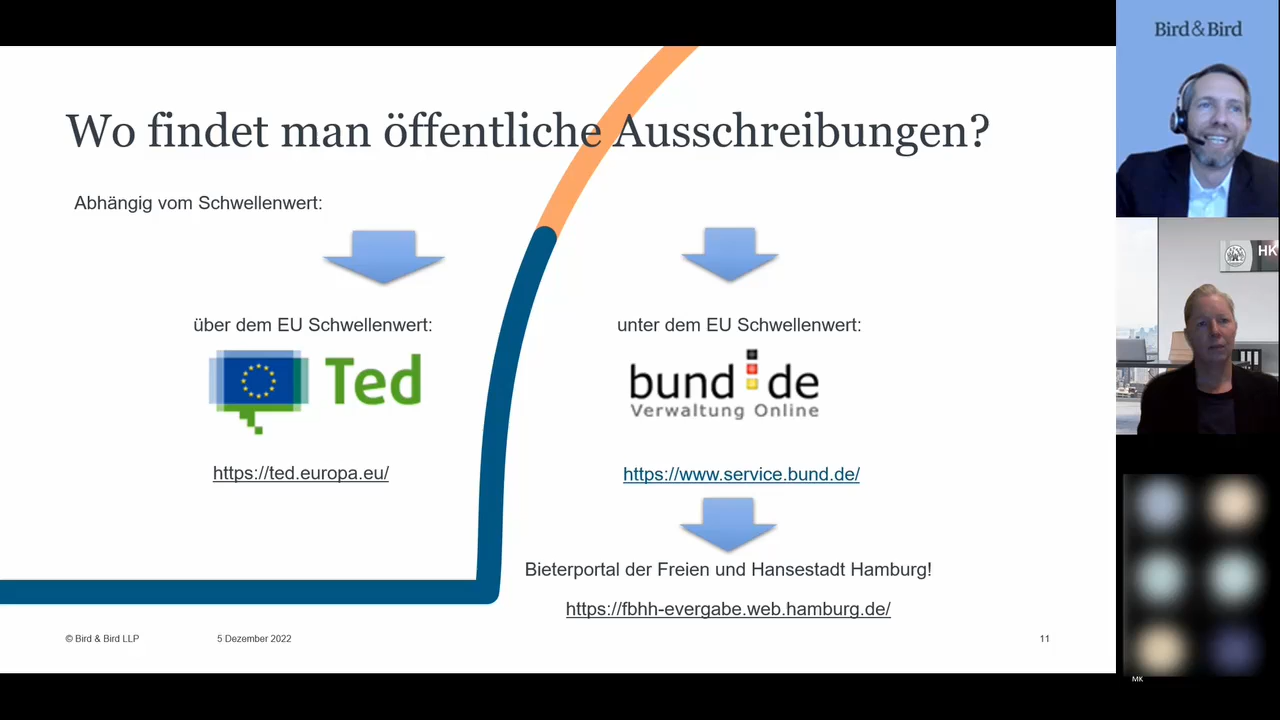 Wo findet man öffentliche Ausschreibungen?
Abhängig vom Schwellenwert:
über dem EU Schwellenwert:
Ted
https://ted.europa.eu/
unter dem EU Schwellenwert:
bund de
Verwaltung Online
https://www.service.bund.de/
Bieterportal der Freien und Hansestadt Hamburg!
https://fbhh-evergabe.web.hamburg.de/
© Bird & Bird LLP
5 Dezember 2022
11
Bird&Bird
HK
MK